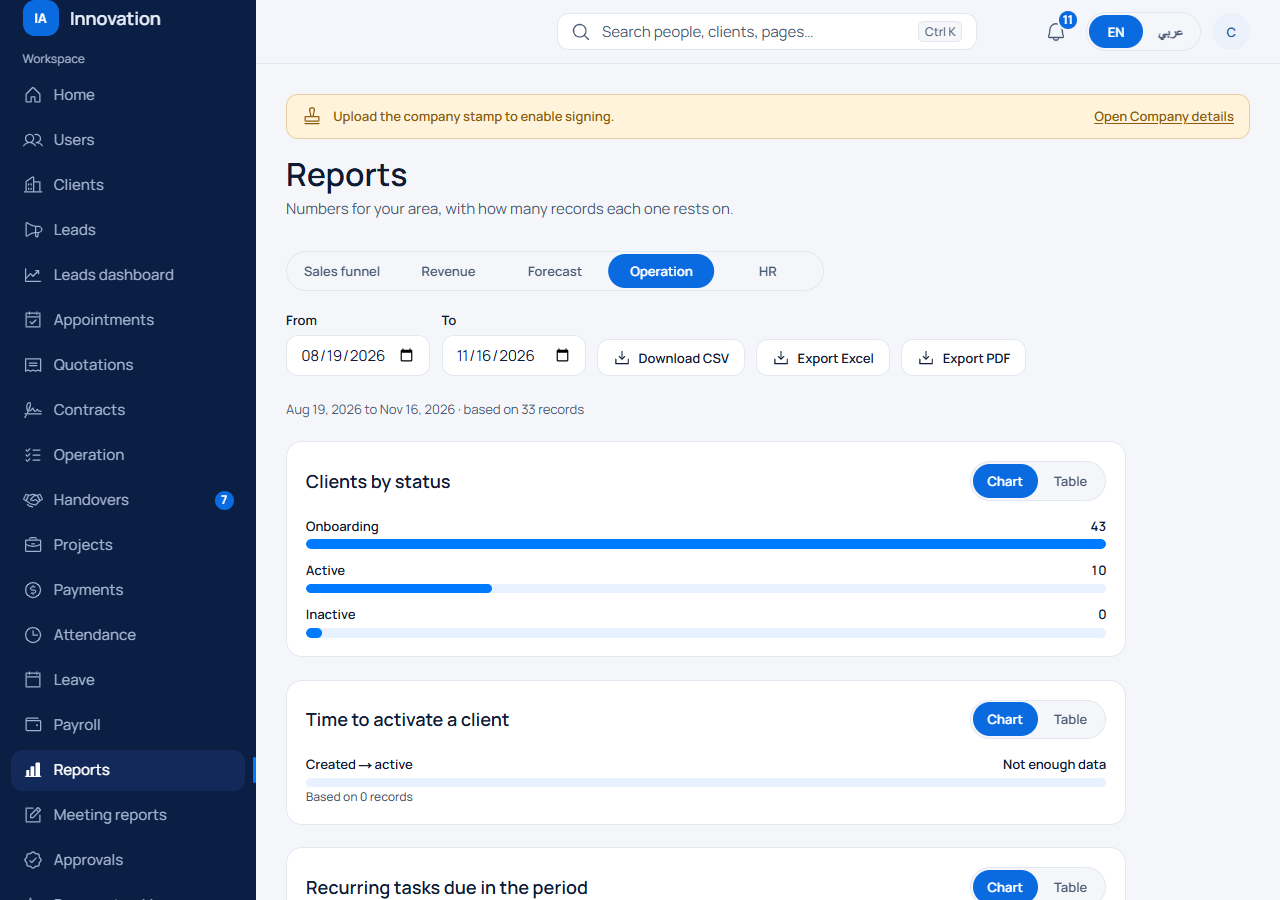 IA Innovation
Search people, clients, pages... Ctrl K
11
EN عربي C
Workspace
Home
Users
Clients
Leads
Leads dashboard
Appointments
Quotations
Contracts
Operation
Handovers 7
Projects
Payments
Attendance
Leave
Payroll
Reports
Meeting reports
Approvals
Upload the company stamp to enable signing. Open Company details
Reports
Numbers for your area, with how many records each one rests on.
Sales funnel Revenue Forecast Operation HR
From To
08/19/2026 11/16/2026 Download CSV Export Excel Export PDF
Aug 19, 2026 to Nov 16, 2026 · based on 33 records
Clients by status Chart Table
Onboarding 43
Active 10
Inactive 0
Time to activate a client Chart Table
Created → active Not enough data
Based on 0 records
Recurring tasks due in the period Chart Table